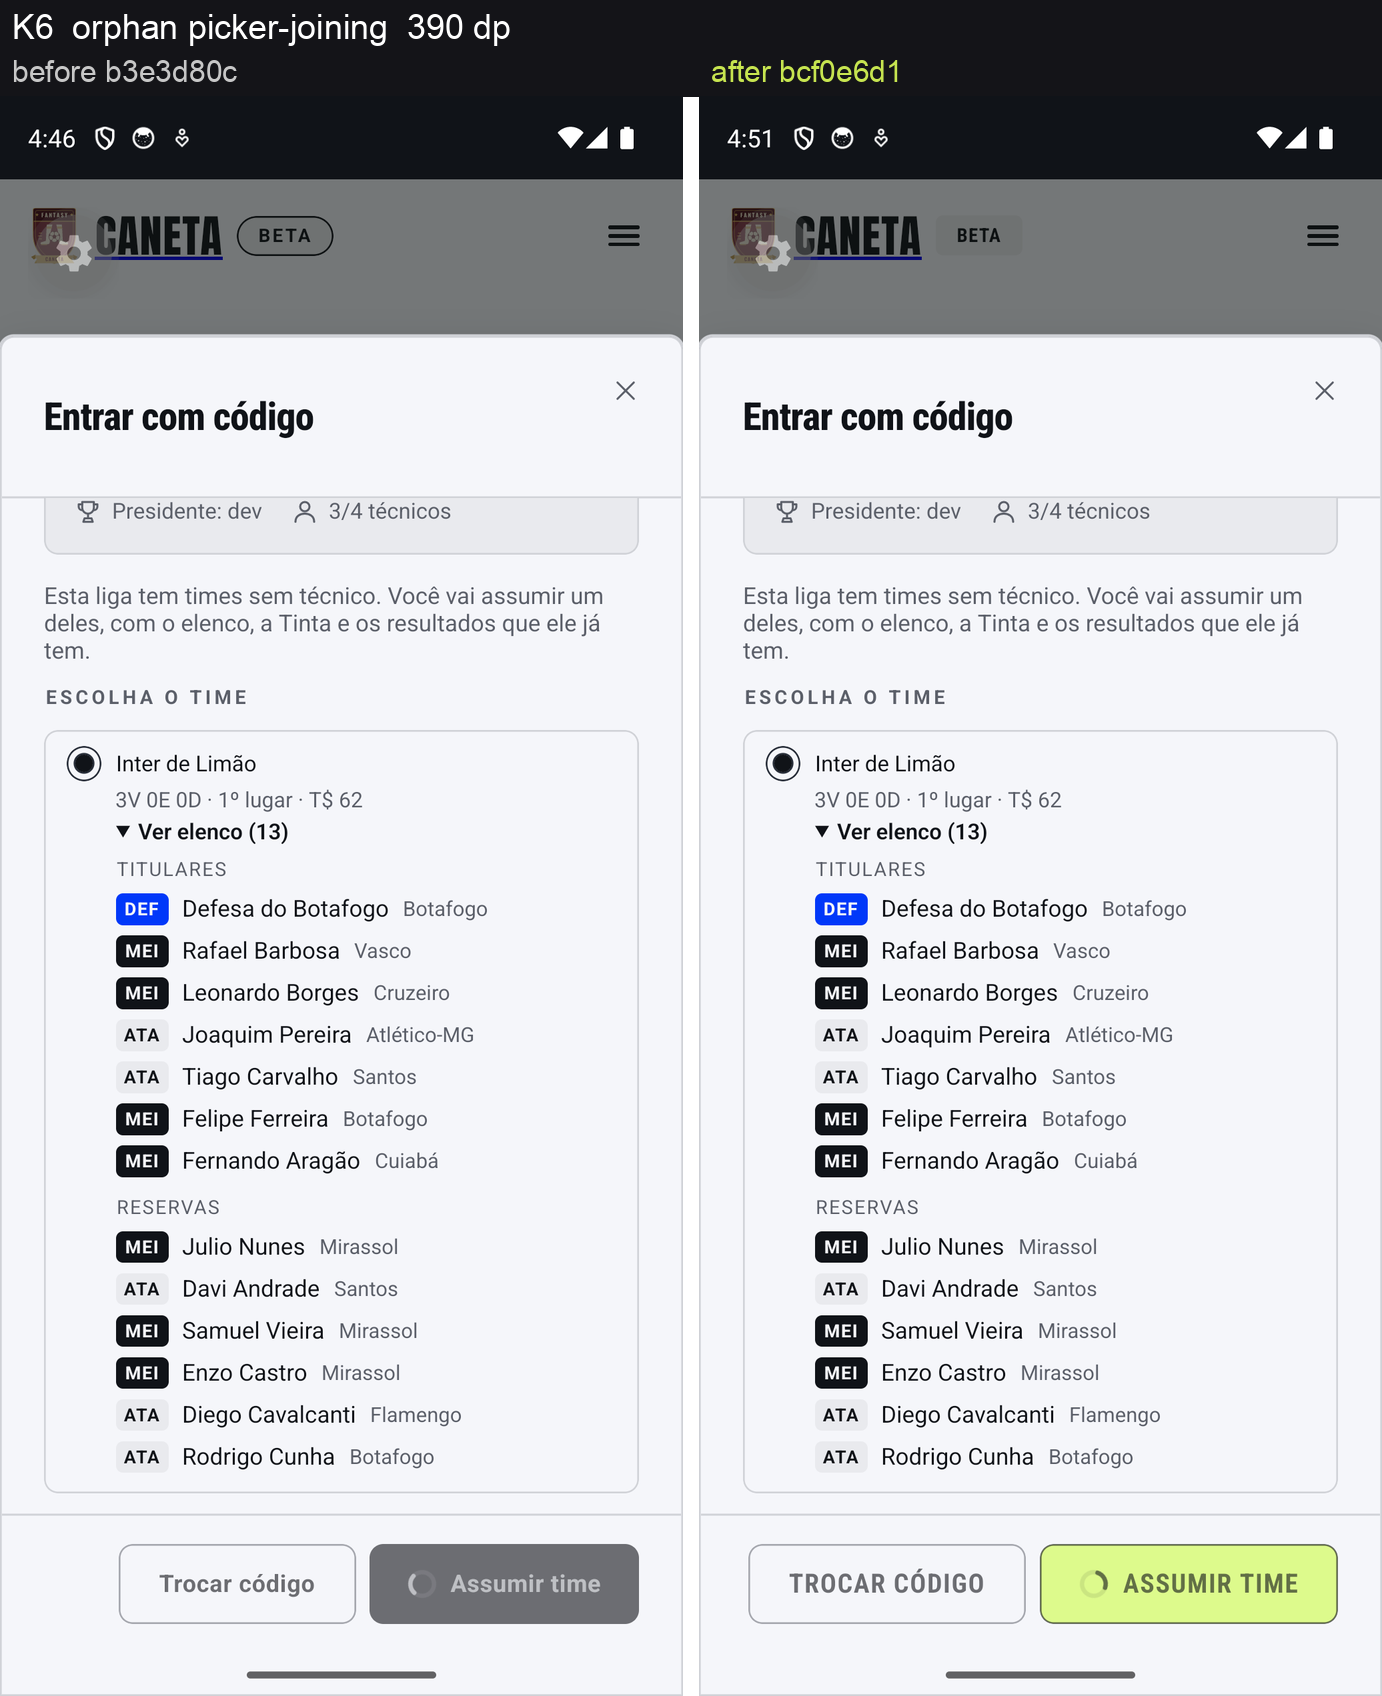 K6 orphan picker-joining 390 dp
before b3e3d80c
after bcf0e6d1
4:46
FANTASY
CANETA BETA
Entrar com código
Presidente: dev 3/4 técnicos
Esta liga tem times sem técnico. Você vai assumir um
deles, com o elenco, a Tinta e os resultados que ele já
tem.
ESCOLHA O TIME
Inter de Limão
3V 0E 0D · 1º lugar · T$ 62
▼ Ver elenco (13)
TITULARES
DEF Defesa do Botafogo Botafogo
MEI Rafael Barbosa Vasco
MEI Leonardo Borges Cruzeiro
ATA Joaquim Pereira Atlético-MG
ATA Tiago Carvalho Santos
MEI Felipe Ferreira Botafogo
MEI Fernando Aragão Cuiabá
RESERVAS
MEI Julio Nunes Mirassol
ATA Davi Andrade Santos
MEI Samuel Vieira Mirassol
MEI Enzo Castro Mirassol
ATA Diego Cavalcanti Flamengo
ATA Rodrigo Cunha Botafogo
Trocar código Assumir time
4:51
FANTASY
CANETA BETA
Entrar com código
Presidente: dev 3/4 técnicos
Esta liga tem times sem técnico. Você vai assumir um
deles, com o elenco, a Tinta e os resultados que ele já
tem.
ESCOLHA O TIME
Inter de Limão
3V 0E 0D · 1º lugar · T$ 62
▼ Ver elenco (13)
TITULARES
DEF Defesa do Botafogo Botafogo
MEI Rafael Barbosa Vasco
MEI Leonardo Borges Cruzeiro
ATA Joaquim Pereira Atlético-MG
ATA Tiago Carvalho Santos
MEI Felipe Ferreira Botafogo
MEI Fernando Aragão Cuiabá
RESERVAS
MEI Julio Nunes Mirassol
ATA Davi Andrade Santos
MEI Samuel Vieira Mirassol
MEI Enzo Castro Mirassol
ATA Diego Cavalcanti Flamengo
ATA Rodrigo Cunha Botafogo
TROCAR CÓDIGO ASSUMIR TIME